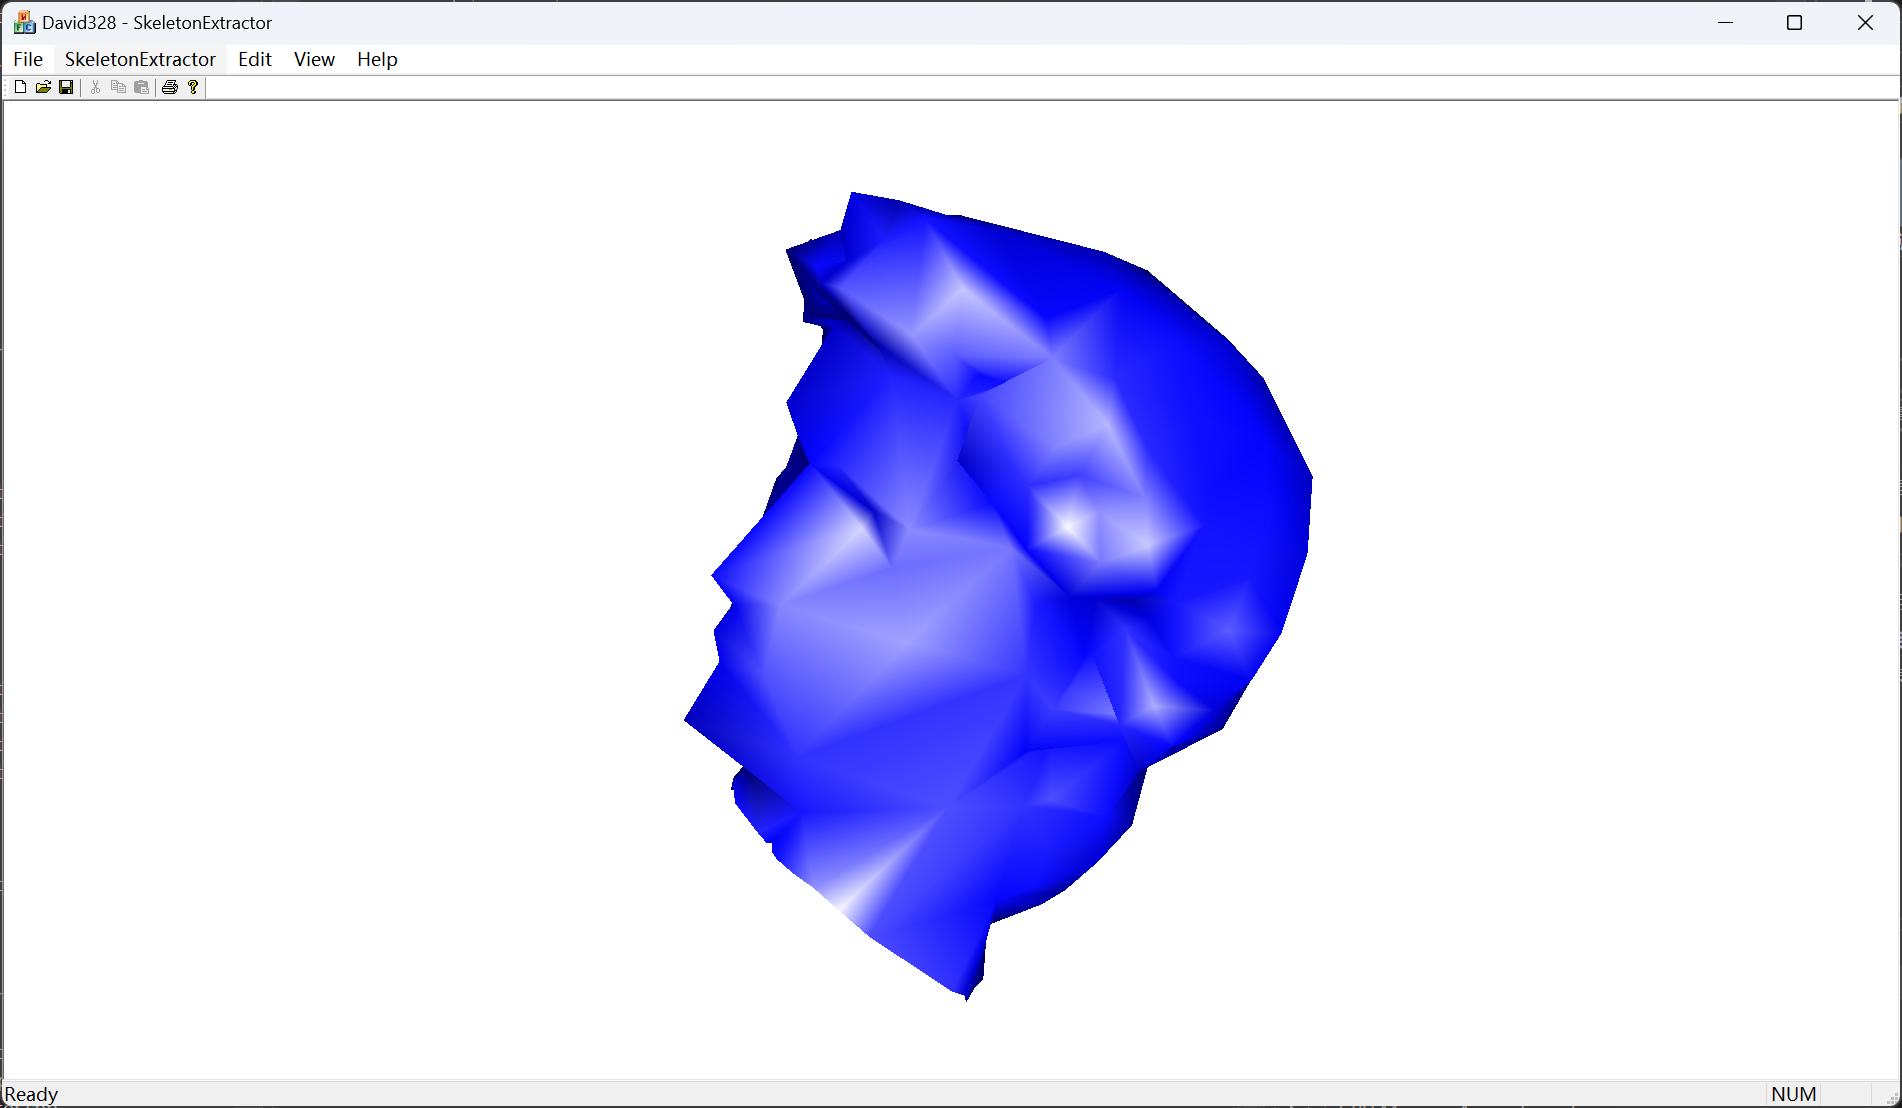 David328 - SkeletonExtractor
File SkeletonExtractor Edit View Help
Ready NUM